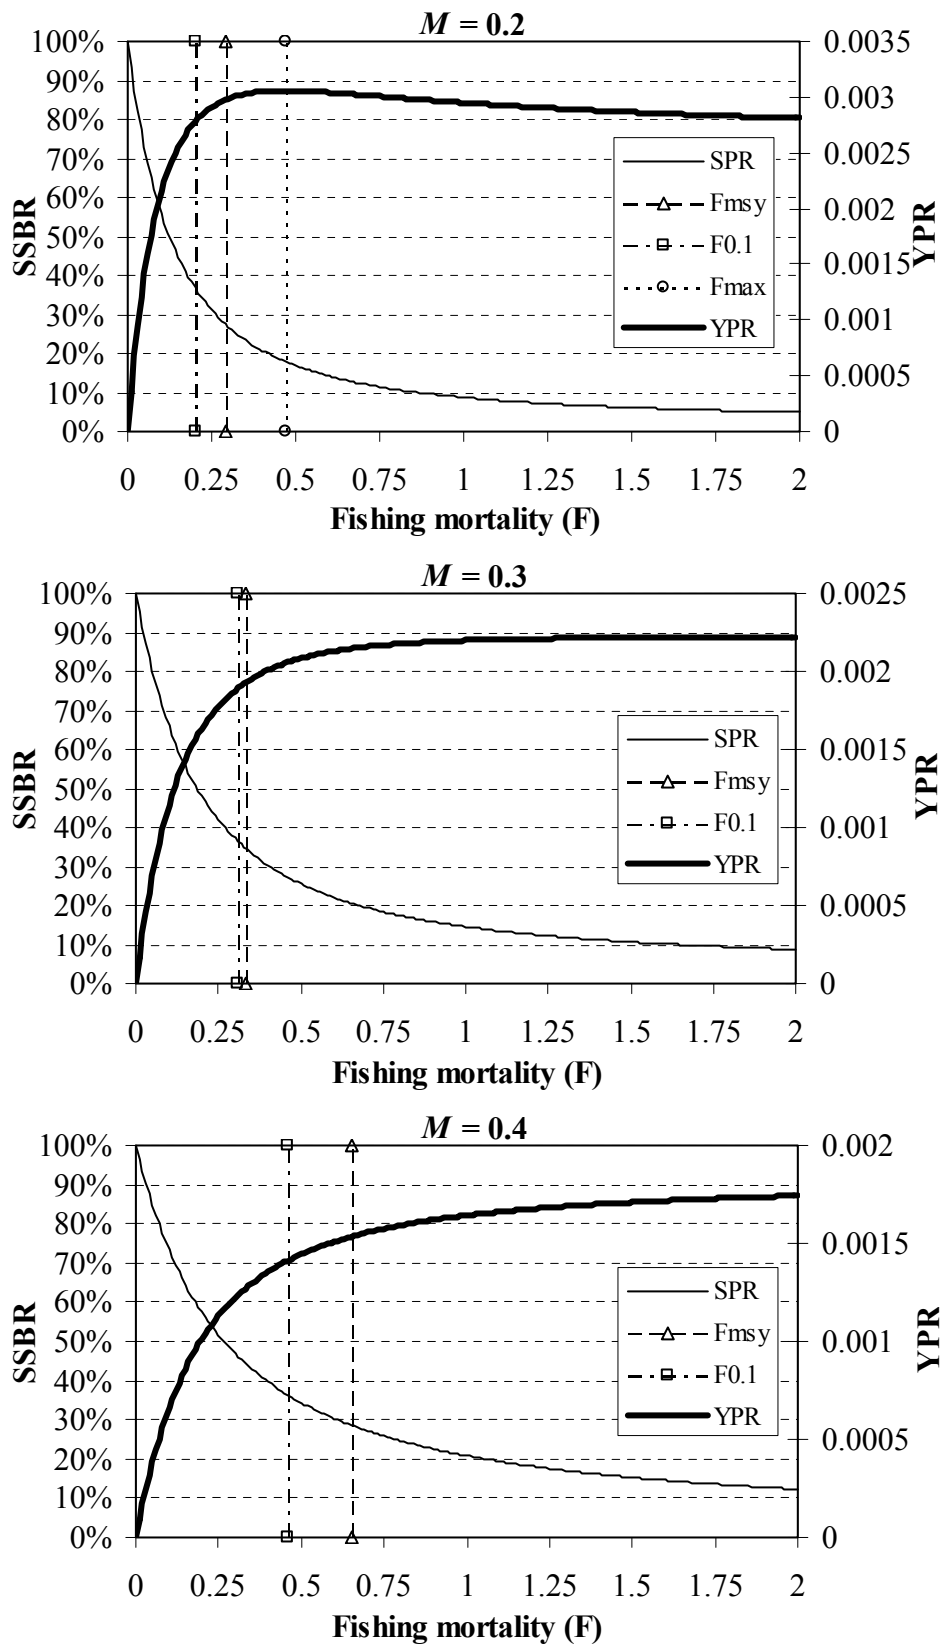 M = 0.2
100%
90%
80%
70%
60%
50%
40%
30%
20%
10%
0%
SSBR
0.0035
0.003
0.0025
0.002
0.0015
0.001
0.0005
0
YPR
SPR
Fmsy
F0.1
Fmax
YPR
0 0.25 0.5 0.75 1 1.25 1.5 1.75 2
Fishing mortality (F)
M = 0.3
100%
90%
80%
70%
60%
50%
40%
30%
20%
10%
0%
SSBR
0.0025
0.002
0.0015
0.001
0.0005
0
YPR
SPR
Fmsy
F0.1
YPR
0 0.25 0.5 0.75 1 1.25 1.5 1.75 2
Fishing mortality (F)
M = 0.4
100%
90%
80%
70%
60%
50%
40%
30%
20%
10%
0%
SSBR
0.002
0.0015
0.001
0.0005
0
YPR
SPR
Fmsy
F0.1
YPR
0 0.25 0.5 0.75 1 1.25 1.5 1.75 2
Fishing mortality (F)